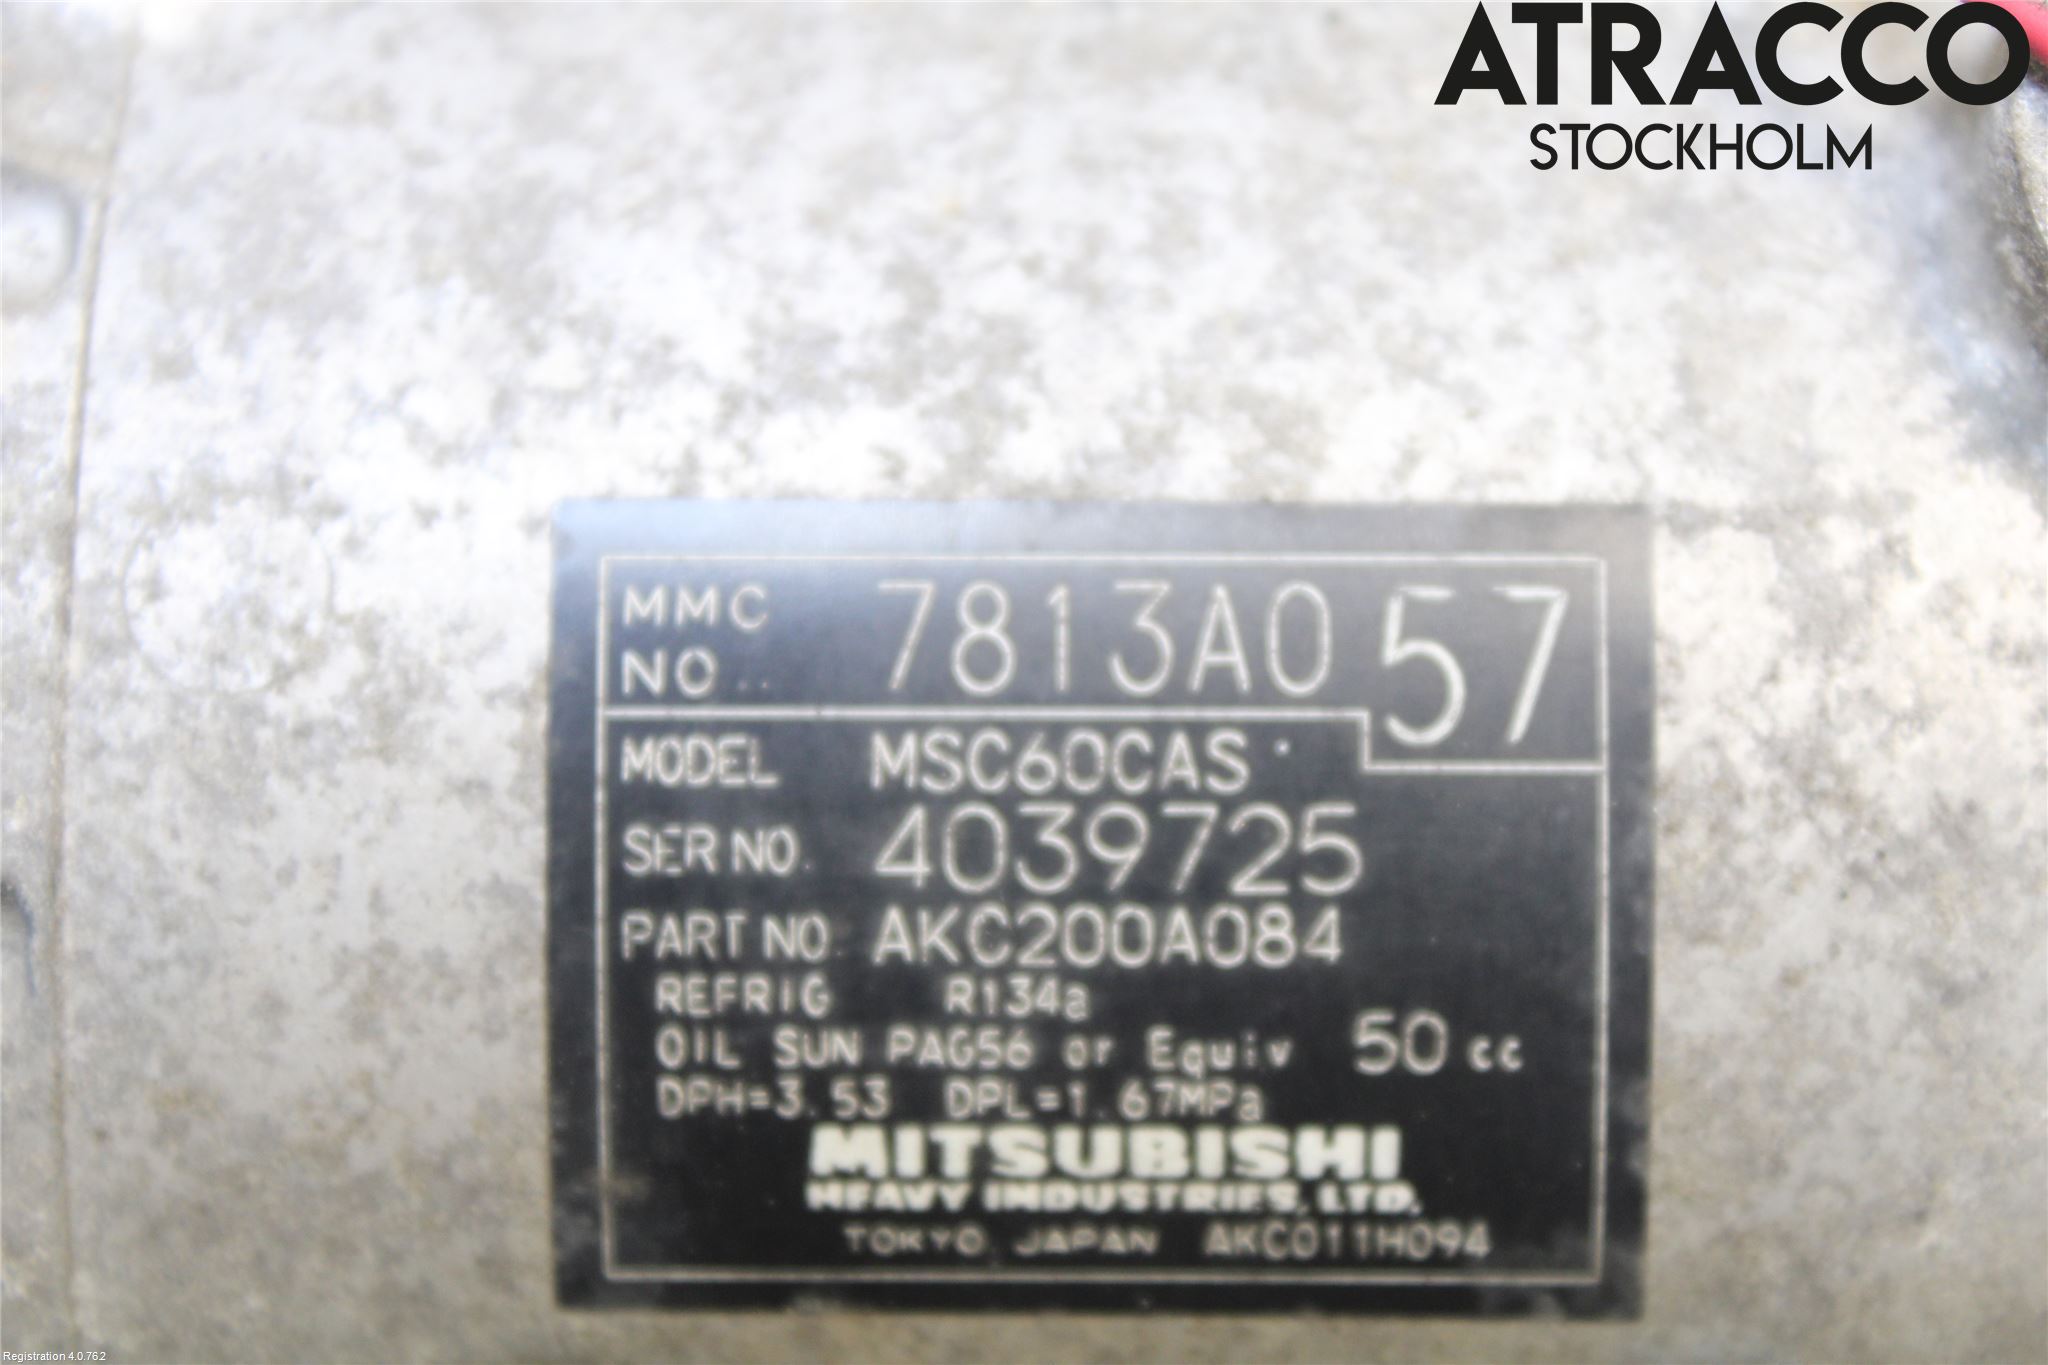 ATRACCO
STOCKHOLM
MMC NO. 7813A057
MODEL MSC60CAS
SER NO. 4039725
PART NO. AKC200A084
REFRIG R134a
OIL SUN PAG56 or Equiv 50 cc
DPH=3.53 DPL=1.67MPa
MITSUBISHI
HEAVY INDUSTRIES, LTD.
TOKYO JAPAN AKC011H094
Registration 4.0.762